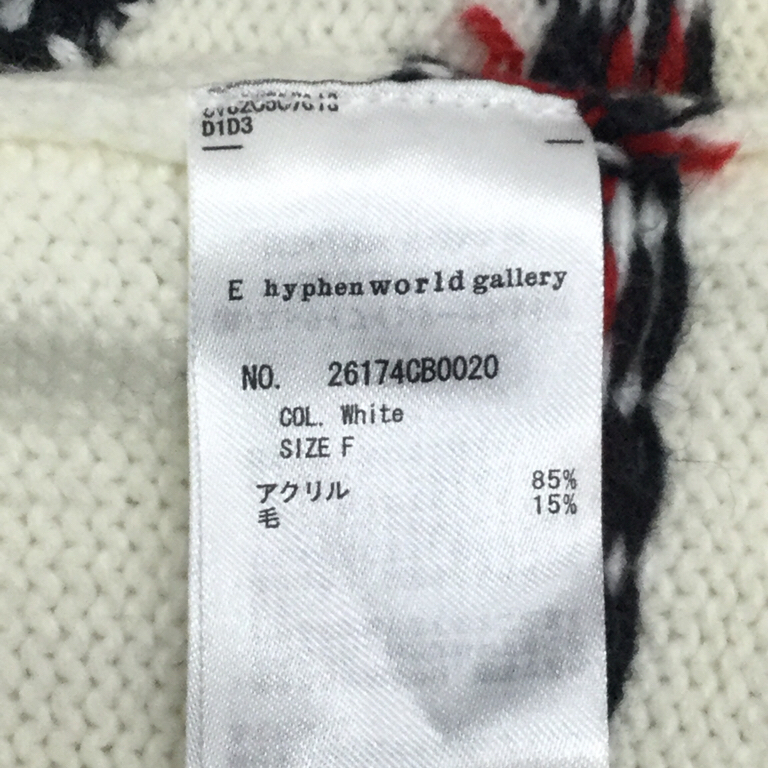 D1D3
E hyphen world gallery
NO. 26174CB0020
COL. White
SIZE F
アクリル 85%
毛 15%